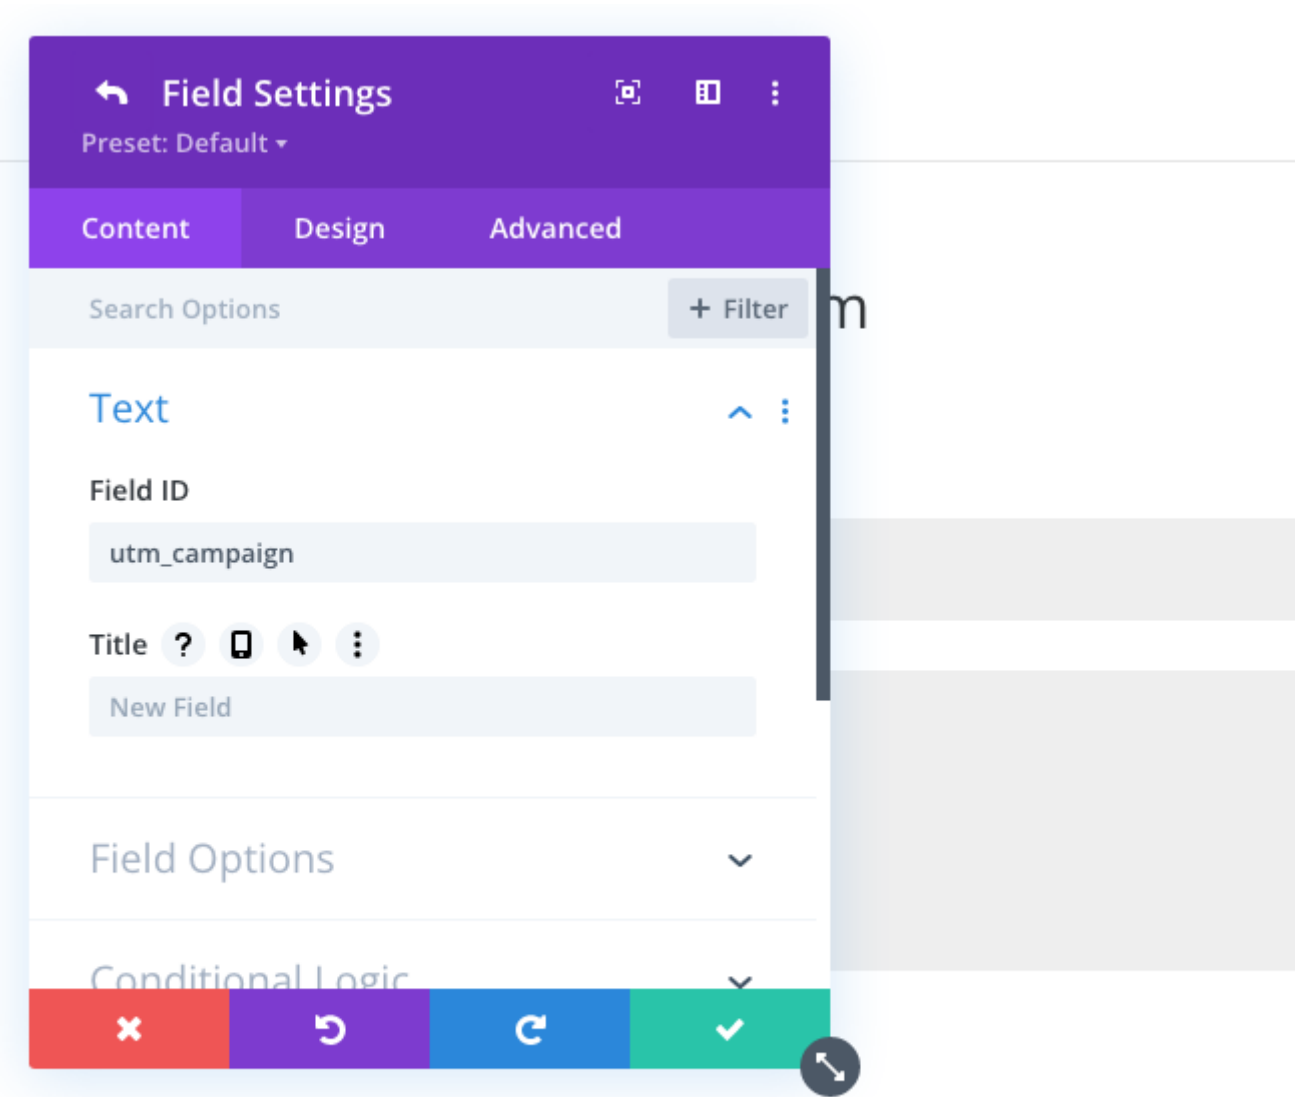 Field Settings
Preset: Default
Content Design Advanced
Search Options + Filter
m
Text
Field ID
utm_campaign
Title ?
New Field
Field Options
Conditional Logic